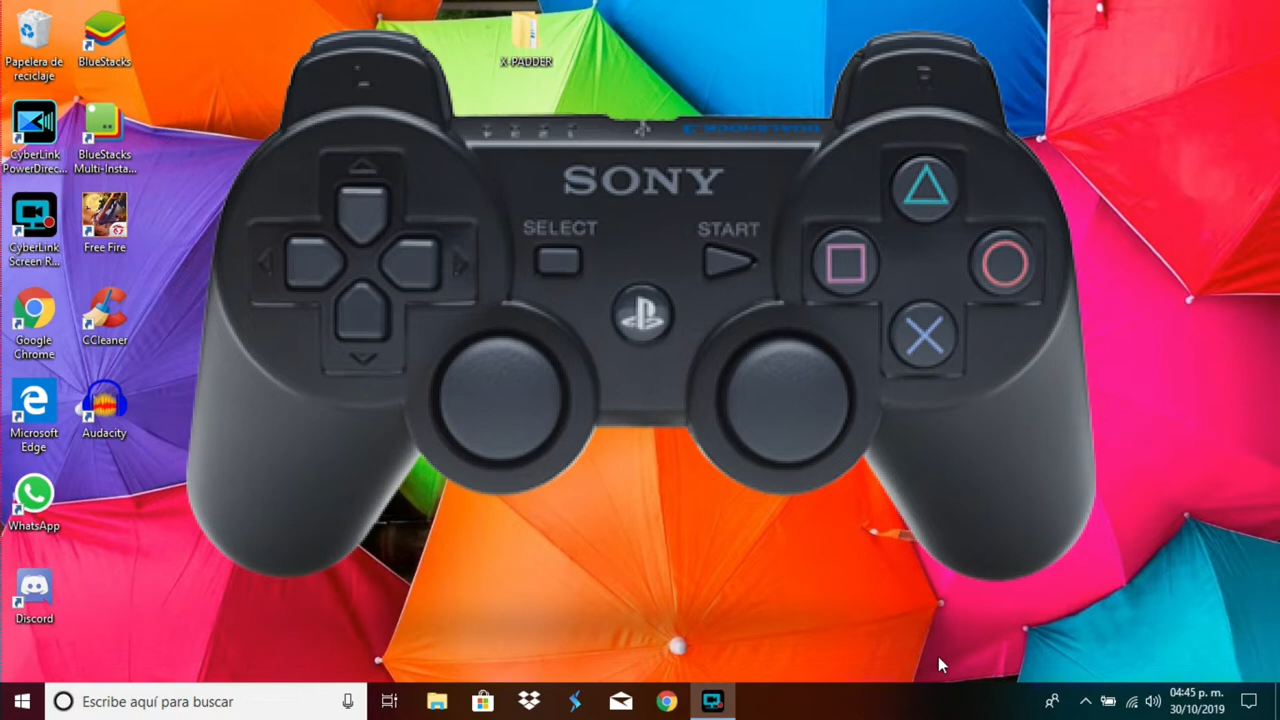 Papelera de
reciclaje
BlueStacks
X-PADDER
CyberLink
PowerDirec...
BlueStacks
Multi-Insta...
CyberLink
Screen R...
Free Fire
Google
Chrome
CCleaner
Microsoft
Edge
Audacity
WhatsApp
Discord
SONY
SELECT
START
Escribe aquí para buscar
04:45 p. m.
30/10/2019